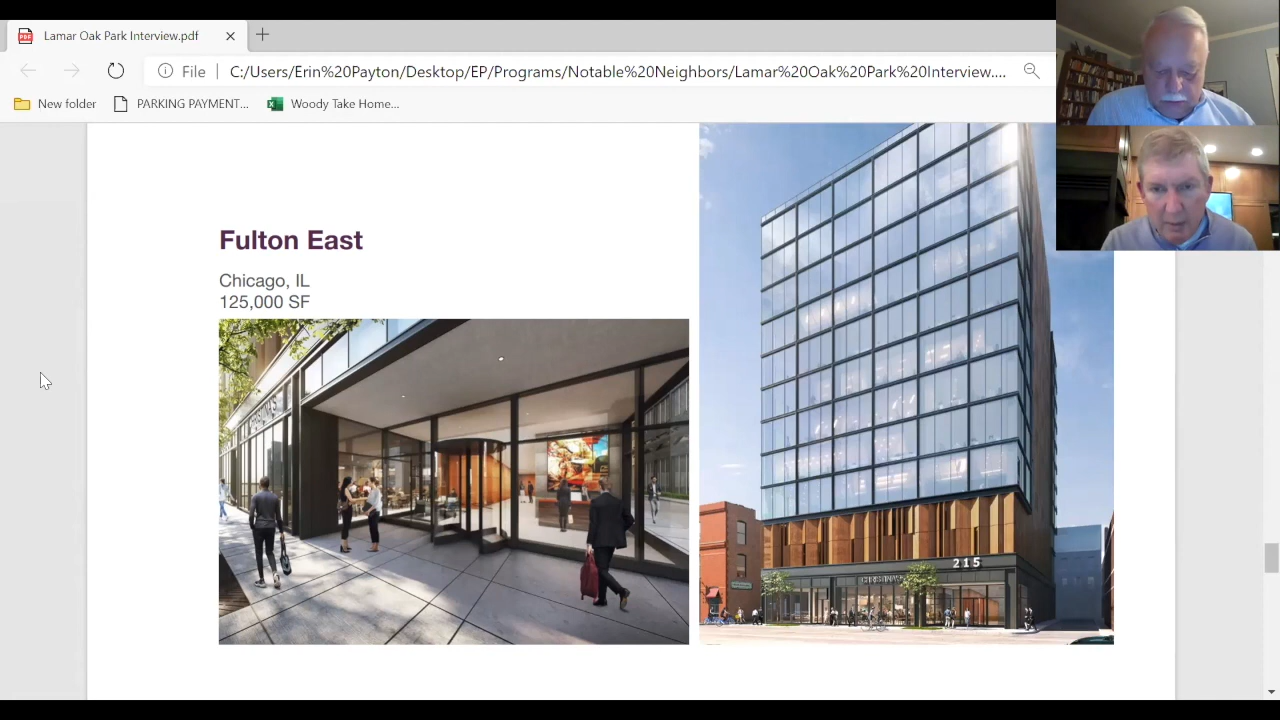 Lamar Oak Park Interview.pdf
File
C:/Users/Erin%20Payton/Desktop/EP/Programs/Notable%20Neighbors/Lamar%20Oak%20Park%20Interview....
New folder
PARKING PAYMENT...
Woody Take Home...
Fulton East
Chicago, IL
125,000 SF
215